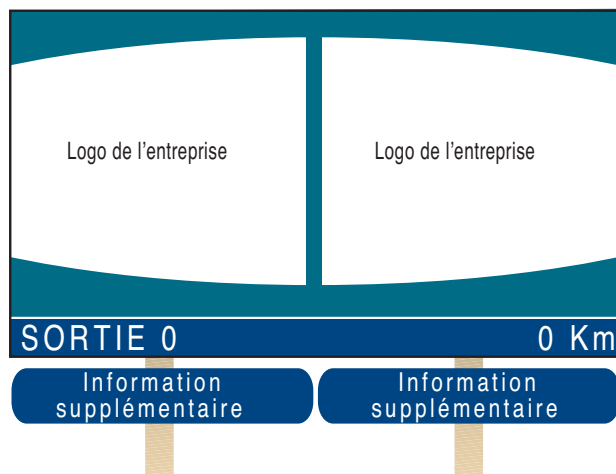 Logo de l'entreprise Logo de l'entreprise
SORTIE 0 0 Km
Information Information
supplémentaire supplémentaire